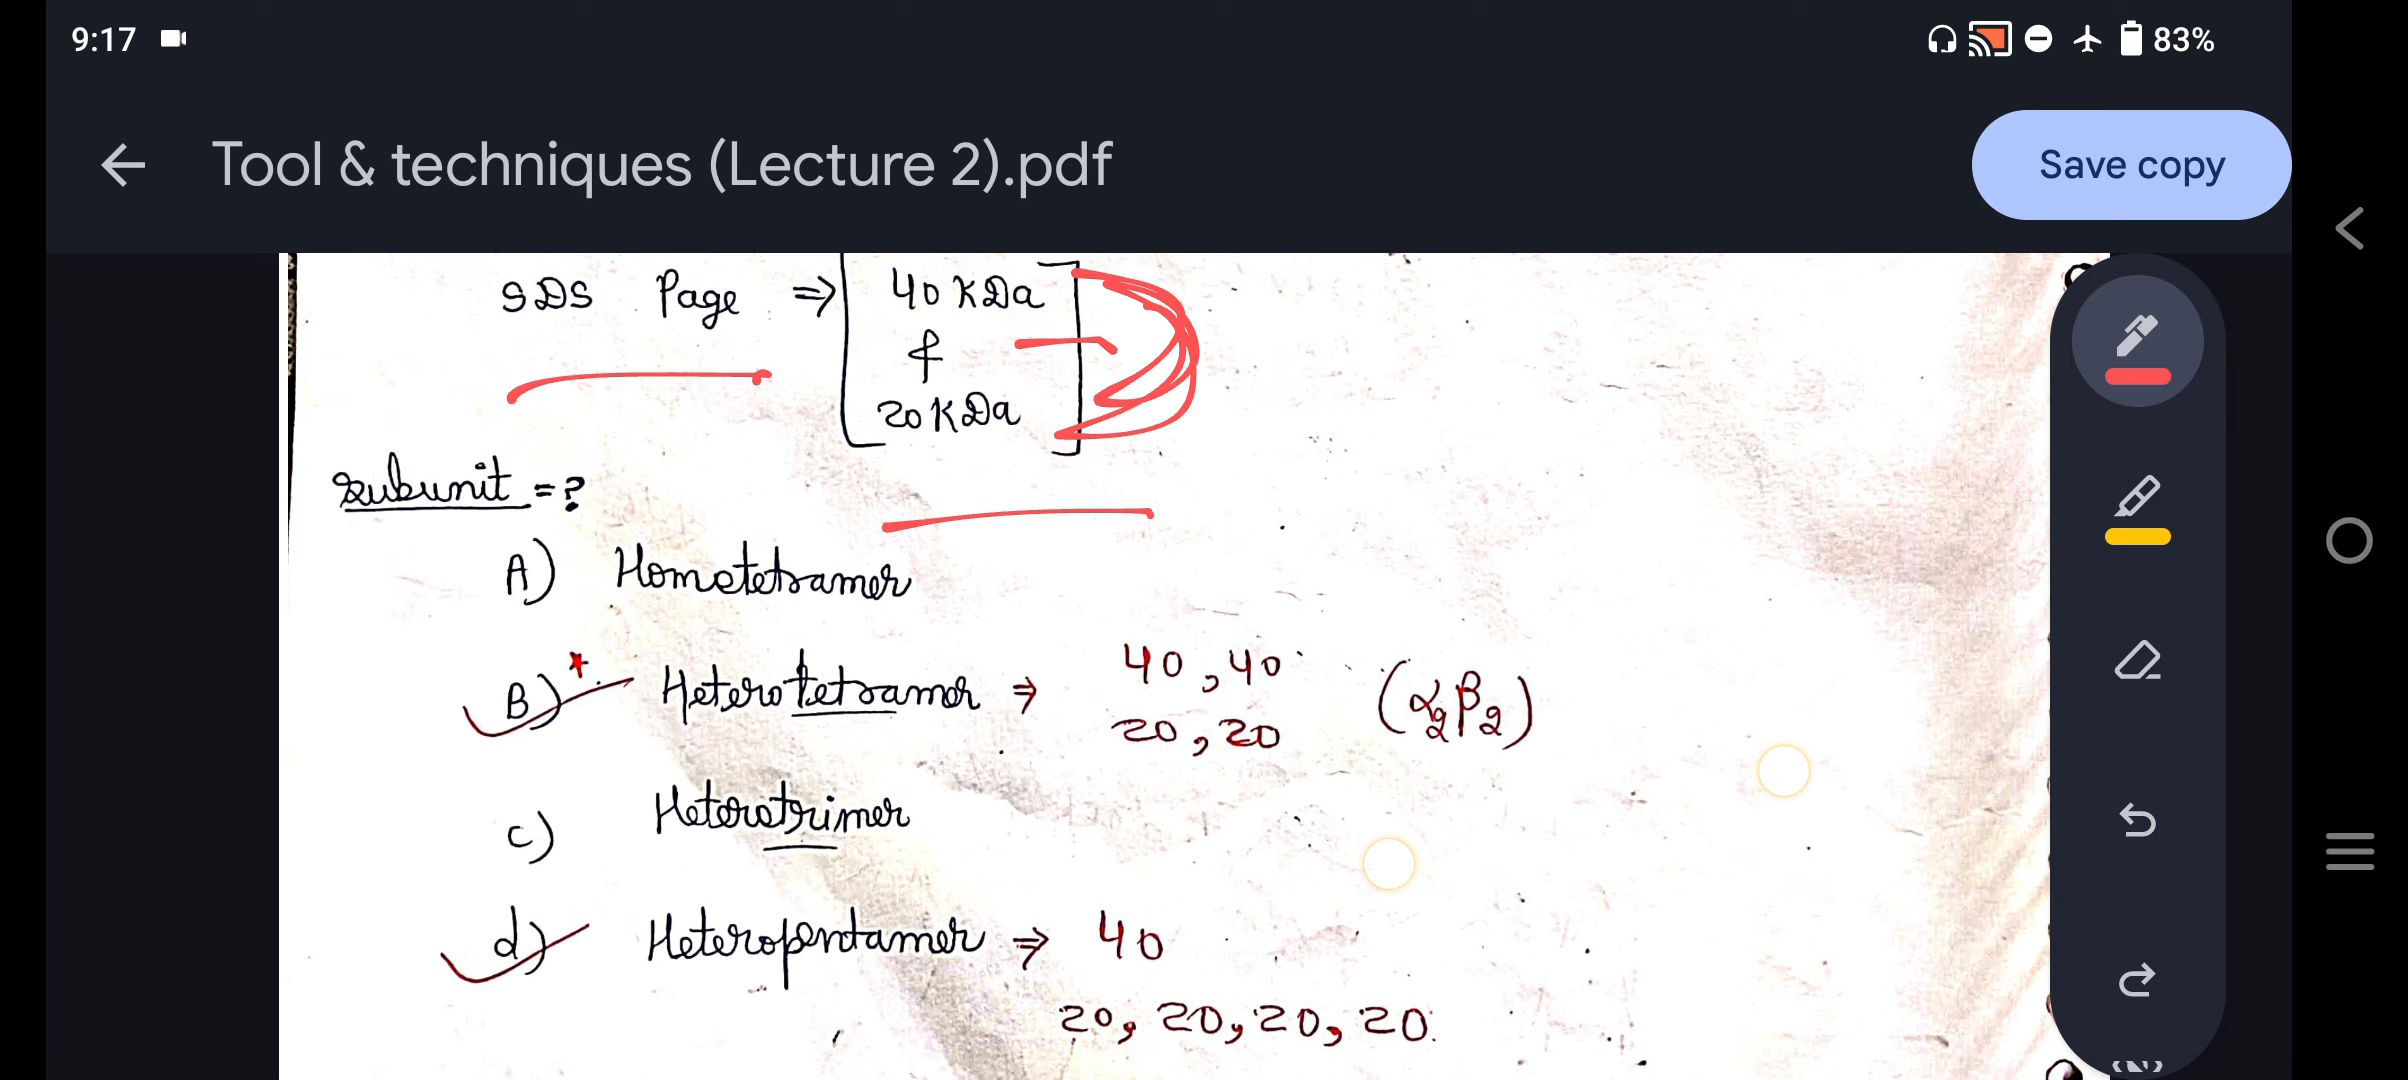 9:17 83%
Tool & techniques (Lecture 2).pdf
Save copy
SDS Page ⇒ 40 KDa
&
20 KDa
Subunit = ?
A) Homotetramer
B) * Heterotetramer ⇒ 40, 40 (α2β2)
20, 20
c) Heterotrimer
d) Heteropentamer ⇒ 40
20, 20, 20, 20.